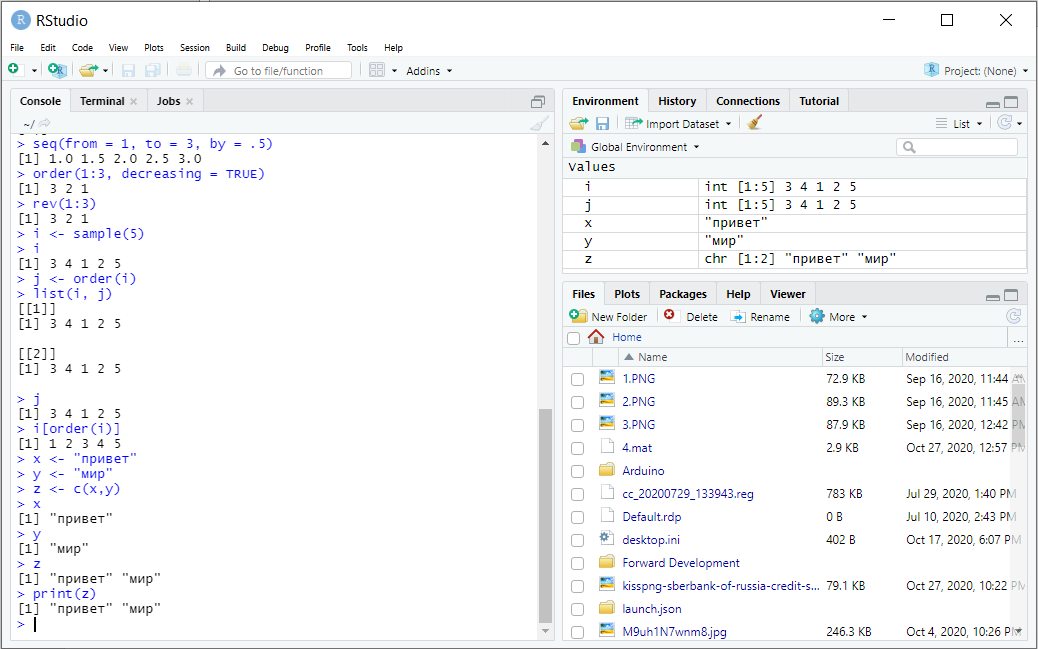 RStudio
File Edit Code View Plots Session Build Debug Profile Tools Help
Go to file/function Addins Project: (None)
Console Terminal Jobs
~/
> seq(from = 1, to = 3, by = .5)
[1] 1.0 1.5 2.0 2.5 3.0
> order(1:3, decreasing = TRUE)
[1] 3 2 1
> rev(1:3)
[1] 3 2 1
> i <- sample(5)
> i
[1] 3 4 1 2 5
> j <- order(i)
> list(i, j)
[[1]]
[1] 3 4 1 2 5
[[2]]
[1] 3 4 1 2 5
> j
[1] 3 4 1 2 5
> i[order(i)]
[1] 1 2 3 4 5
> x <- "привет"
> y <- "мир"
> z <- c(x,y)
> x
[1] "привет"
> y
[1] "мир"
> z
[1] "привет" "мир"
> print(z)
[1] "привет" "мир"
>
Environment History Connections Tutorial
Import Dataset List
Global Environment
Values
i int [1:5] 3 4 1 2 5
j int [1:5] 3 4 1 2 5
x "привет"
y "мир"
z chr [1:2] "привет" "мир"
Files Plots Packages Help Viewer
New Folder Delete Rename More
Home ...
Name Size Modified
1.PNG 72.9 KB Sep 16, 2020, 11:44 AM
2.PNG 89.3 KB Sep 16, 2020, 11:45 AM
3.PNG 87.9 KB Sep 16, 2020, 12:42 PM
4.mat 2.9 KB Oct 27, 2020, 12:57 PM
Arduino
cc_20200729_133943.reg 783 KB Jul 29, 2020, 1:40 PM
Default.rdp 0 B Jul 10, 2020, 2:43 PM
desktop.ini 402 B Oct 17, 2020, 6:07 PM
Forward Development
kisspng-sberbank-of-russia-credit-s... 79.1 KB Oct 27, 2020, 10:22 PM
launch.json
M9uh1N7wnm8.jpg 246.3 KB Oct 4, 2020, 10:26 PM